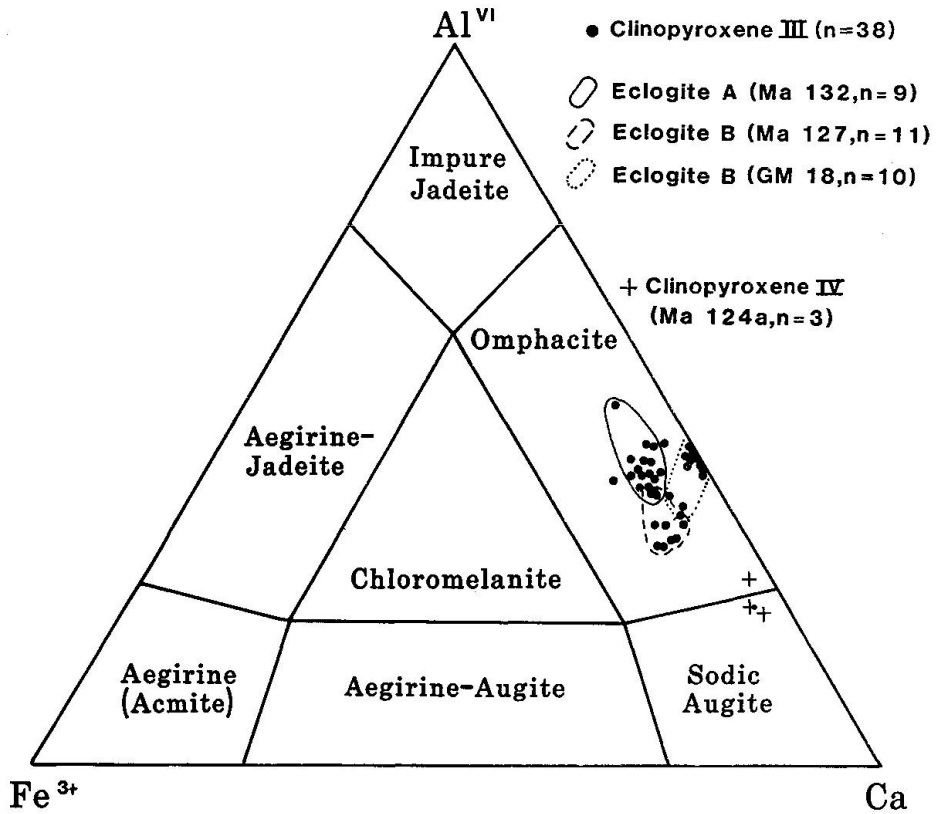 Al VI
● Clinopyroxene III (n=38)
Eclogite A (Ma 132,n=9)
Eclogite B (Ma 127,n=11)
Eclogite B (GM 18,n=10)
Impure
Jadeite
+ Clinopyroxene IV
(Ma 124a,n=3)
Omphacite
Aegirine-
Jadeite
Chloromelanite
Aegirine
(Acmite)
Aegirine-Augite
Sodic
Augite
Fe 3+
Ca